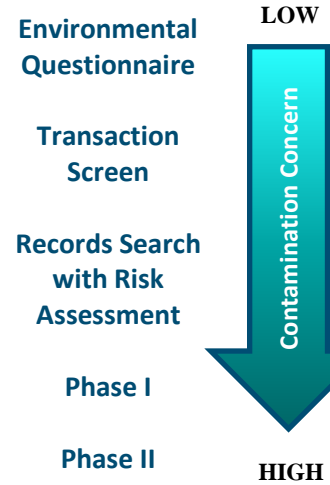 LOW
Environmental
Questionnaire
Transaction
Screen
Records Search
with Risk
Assessment
Phase I
Phase II
Contamination Concern
HIGH